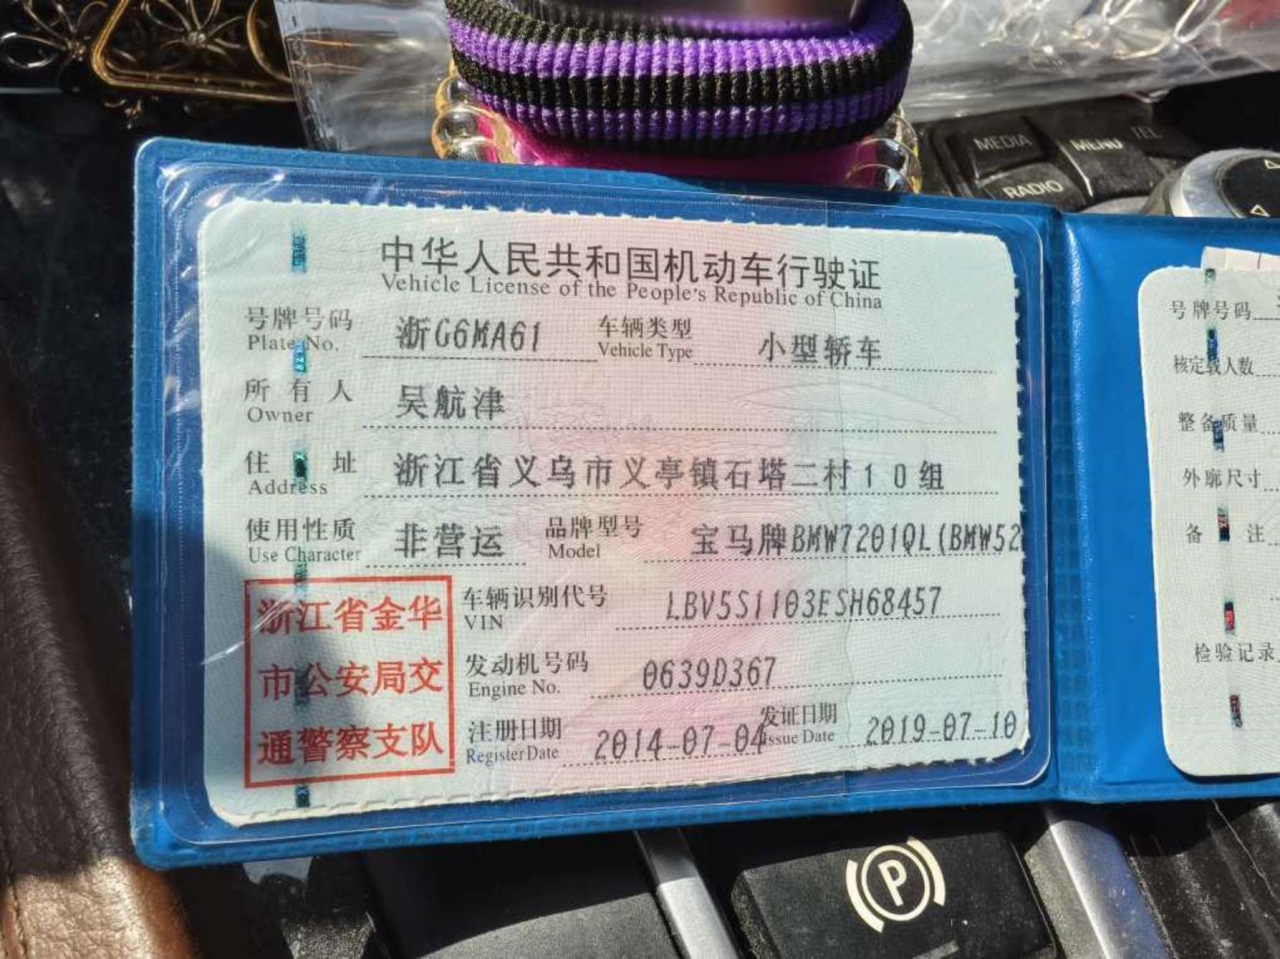 MEDIA
MENU
TEL
RADIO
中华人民共和国机动车行驶证
Vehicle License of the People's Republic of China
号牌号码 浙G6MA61 车辆类型 小型轿车
Plate No. Vehicle Type
所有人 吴航津
Owner
住址 浙江省义乌市义亭镇石塔二村10组
Address
使用性质 非营运 品牌型号 宝马牌BMW7201QL(BMW52
Use Character Model
浙江省金华
市公安局交
通警察支队
车辆识别代号 LBV5S1103ESH68457
VIN
发动机号码 0639D367
Engine No.
注册日期 2014-07-04 发证日期 2019-07-10
Register Date Issue Date
号牌号码
核定载人数
整备质量
外廓尺寸
备注
检验记录
P